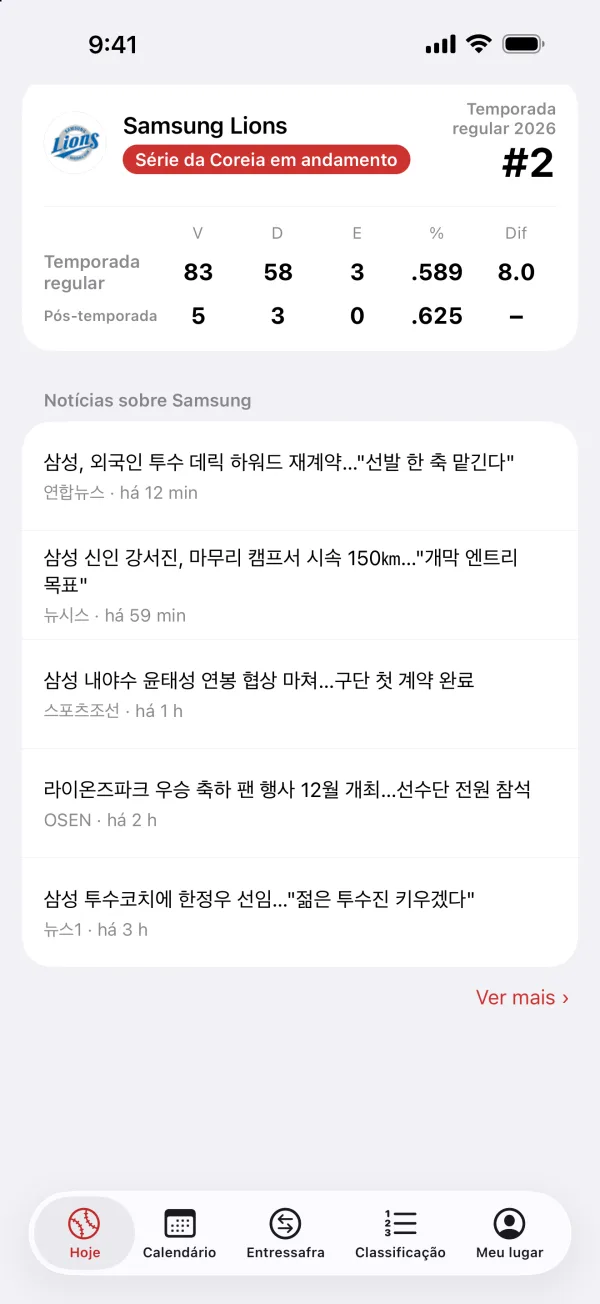 9:41
Samsung Lions
Série da Coreia em andamento
Temporada
regular 2026
#2
V D E % Dif
Temporada
regular
83 58 3 .589 8.0
Pós-temporada 5 3 0 .625 –
Notícias sobre Samsung
삼성, 외국인 투수 데릭 하워드 재계약…"선발 한 축 맡긴다"
연합뉴스 · há 12 min
삼성 신인 강서진, 마무리 캠프서 시속 150㎞…"개막 엔트리
목표"
뉴시스 · há 59 min
삼성 내야수 윤태성 연봉 협상 마쳐…구단 첫 계약 완료
스포츠조선 · há 1 h
라이온즈파크 우승 축하 팬 행사 12월 개최…선수단 전원 참석
OSEN · há 2 h
삼성 투수코치에 한정우 선임…"젊은 투수진 키우겠다"
뉴스1 · há 3 h
Ver mais ›
Hoje Calendário Entressafra Classificação Meu lugar